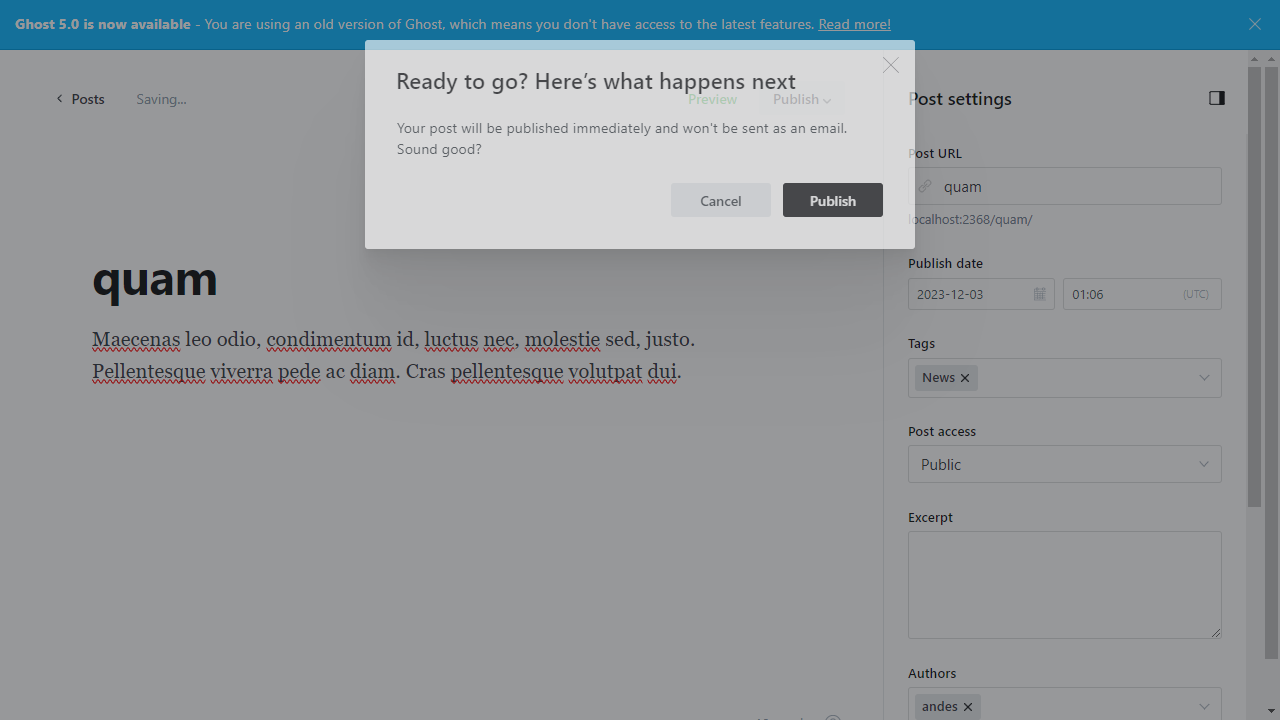 Ghost 5.0 is now available - You are using an old version of Ghost, which means you don't have access to the latest features. Read more!
Ready to go? Here's what happens next
Posts
Saving...
Preview
Publish
Your post will be published immediately and won't be sent as an email.
Sound good?
Cancel
Publish
quam
Maecenas leo odio, condimentum id, luctus nec, molestie sed, justo.
Pellentesque viverra pede ac diam. Cras pellentesque volutpat dui.
Post settings
Post URL
quam
localhost:2368/quam/
Publish date
2023-12-03
01:06
(UTC)
Tags
News
Post access
Public
Excerpt
Authors
andes